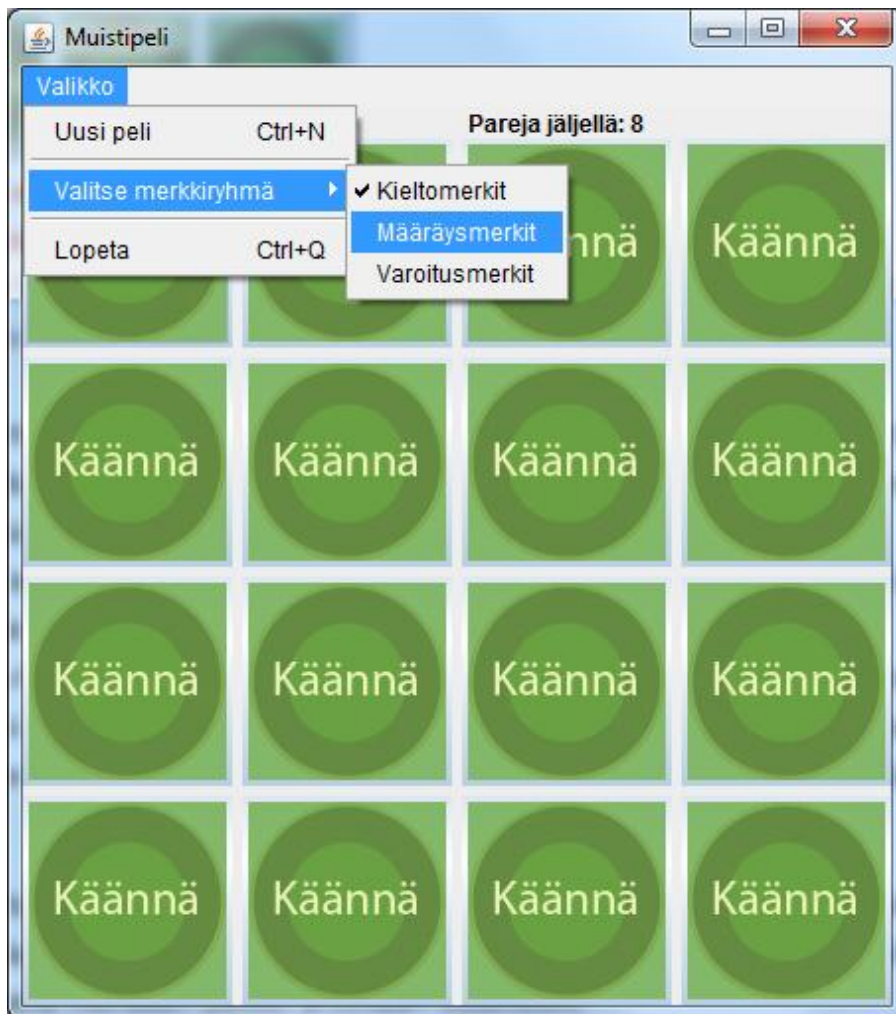 Muistipeli
Valikko
Uusi peli Ctrl+N
Pareja jäljellä: 8
Valitse merkkiryhmä
Kieltomerkit
Määräysmerkit
Varoitusmerkit
Lopeta Ctrl+Q
nnä Käännä
Käännä Käännä Käännä Käännä
Käännä Käännä Käännä Käännä
Käännä Käännä Käännä Käännä